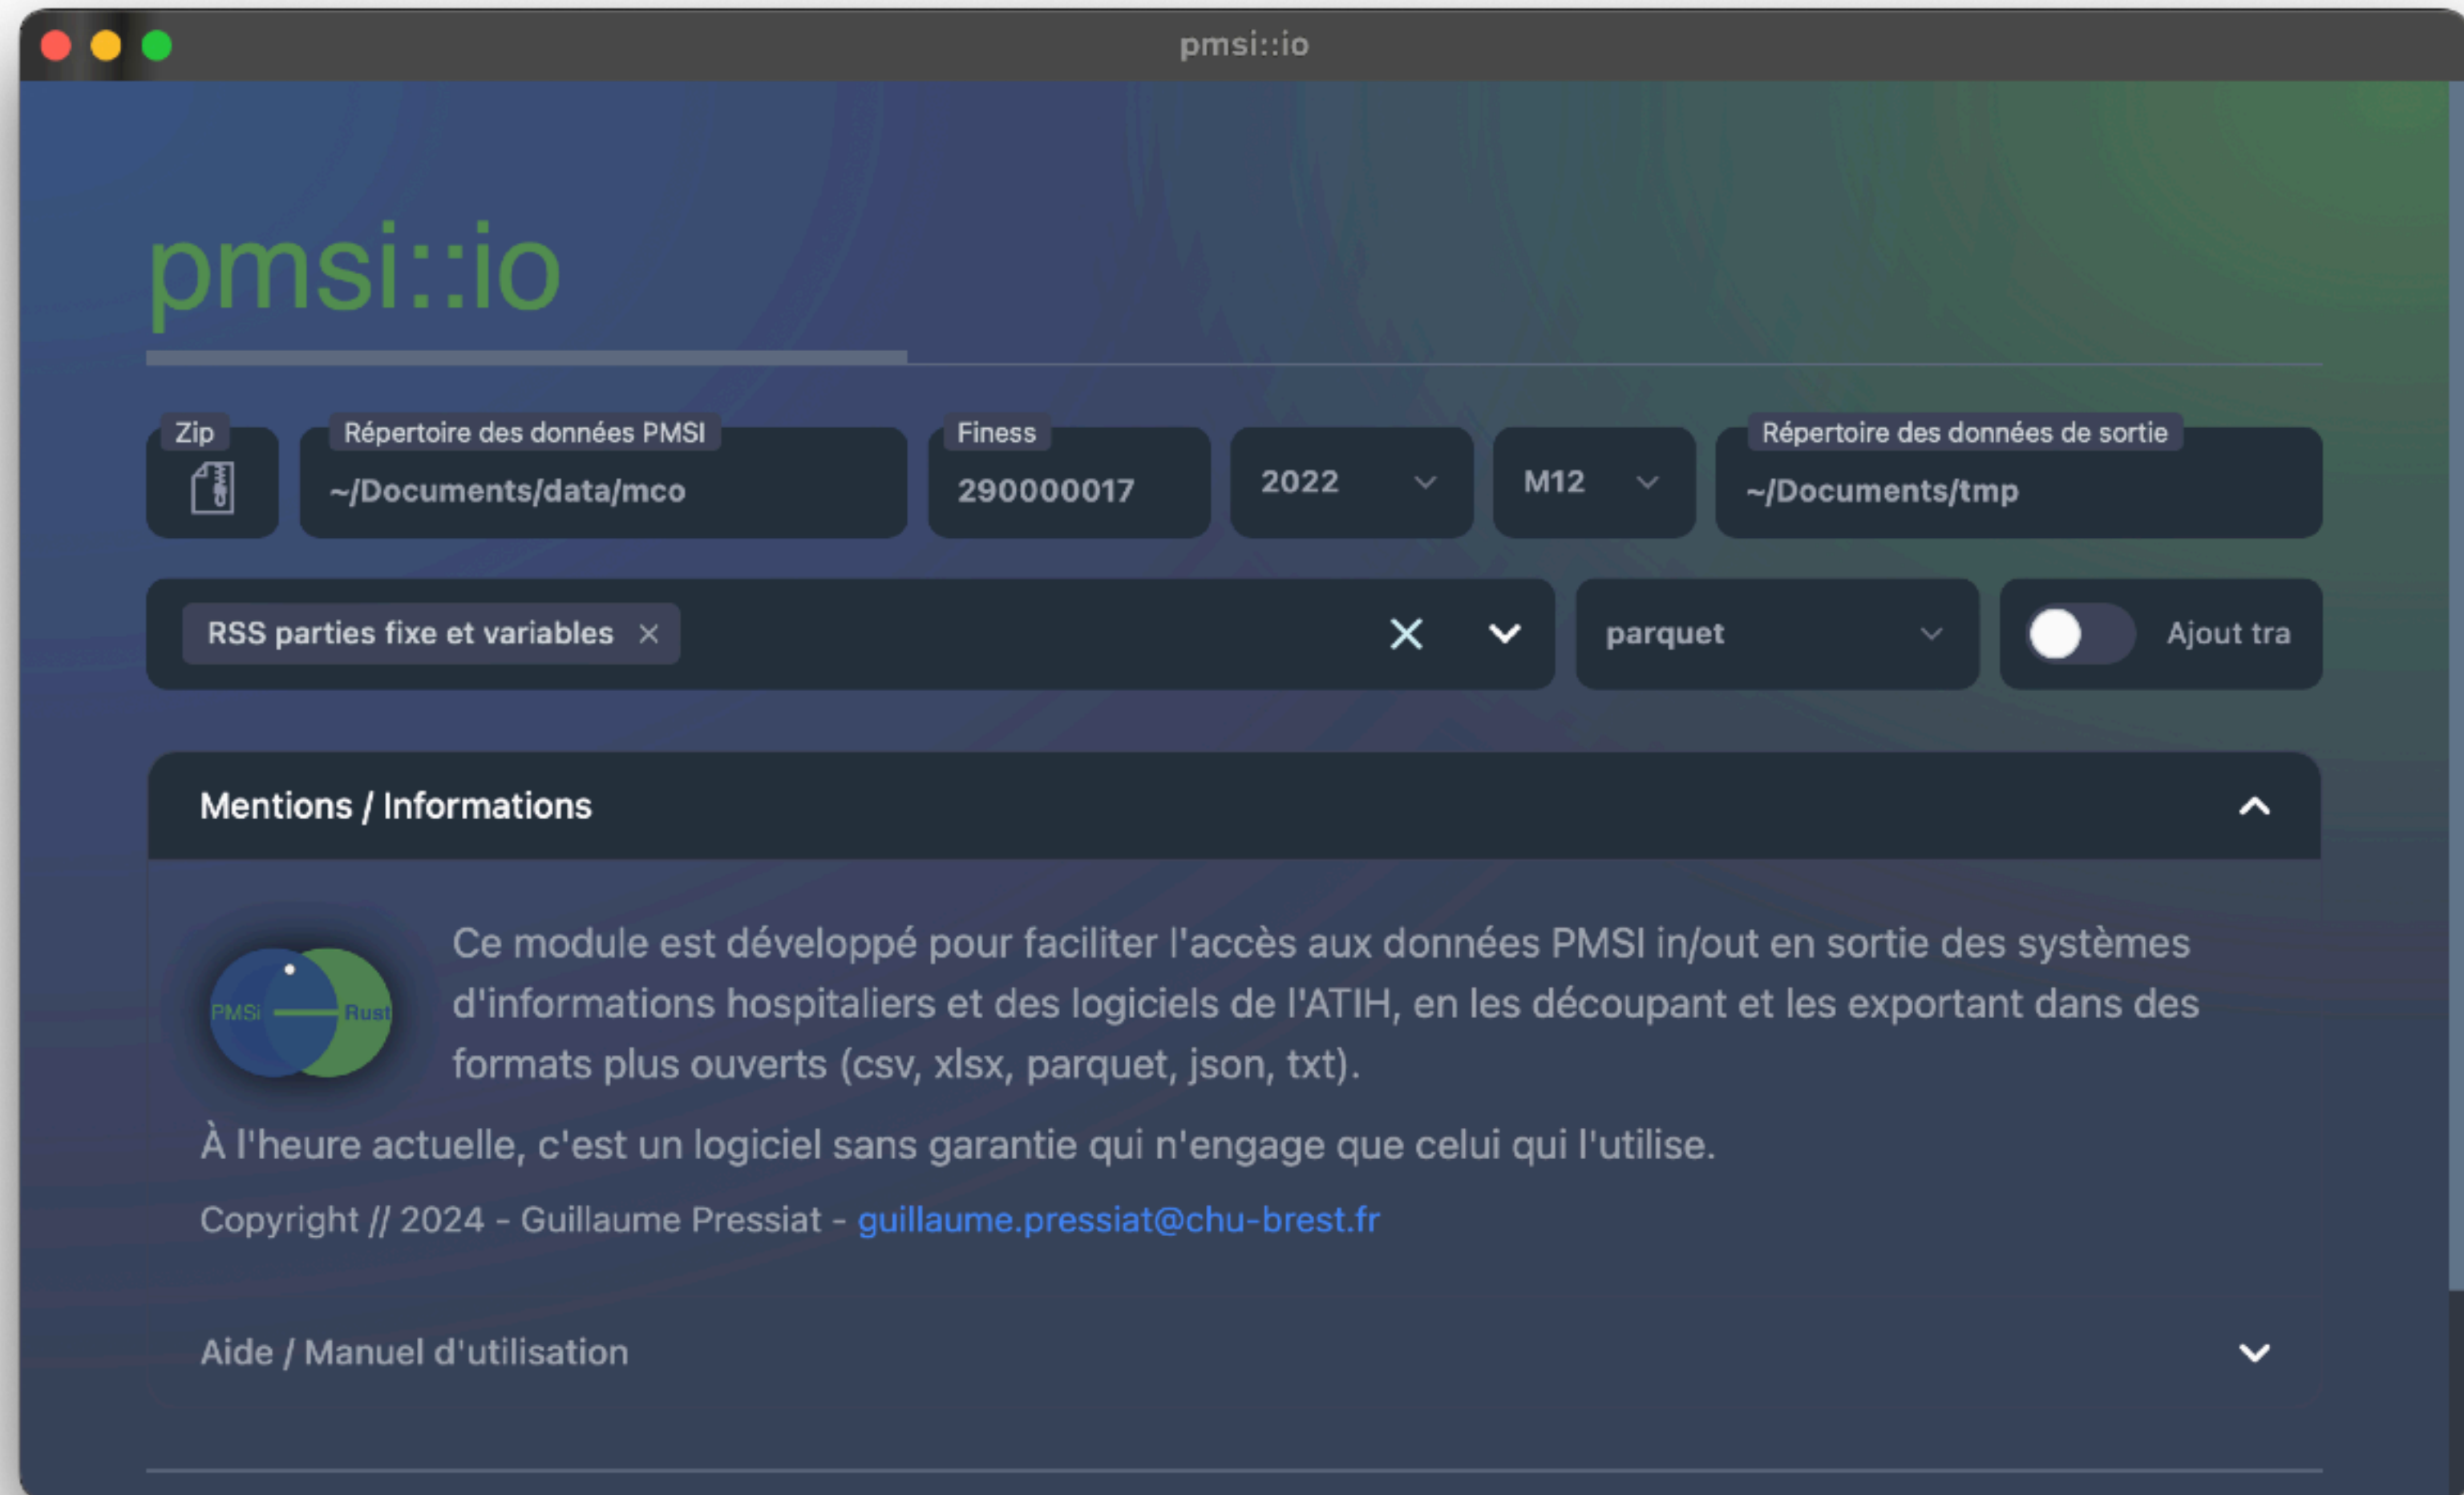 pmsi::io
pmsi::io
Zip
Répertoire des données PMSI
~/Documents/data/mco
Finess
290000017
2022
M12
Répertoire des données de sortie
~/Documents/tmp
RSS parties fixe et variables
parquet
Ajout tra
Mentions / Informations
PMSi
Rust
Ce module est développé pour faciliter l'accès aux données PMSI in/out en sortie des systèmes
d'informations hospitaliers et des logiciels de l'ATIH, en les découpant et les exportant dans des
formats plus ouverts (csv, xlsx, parquet, json, txt).
À l'heure actuelle, c'est un logiciel sans garantie qui n'engage que celui qui l'utilise.
Copyright // 2024 - Guillaume Pressiat - guillaume.pressiat@chu-brest.fr
Aide / Manuel d'utilisation